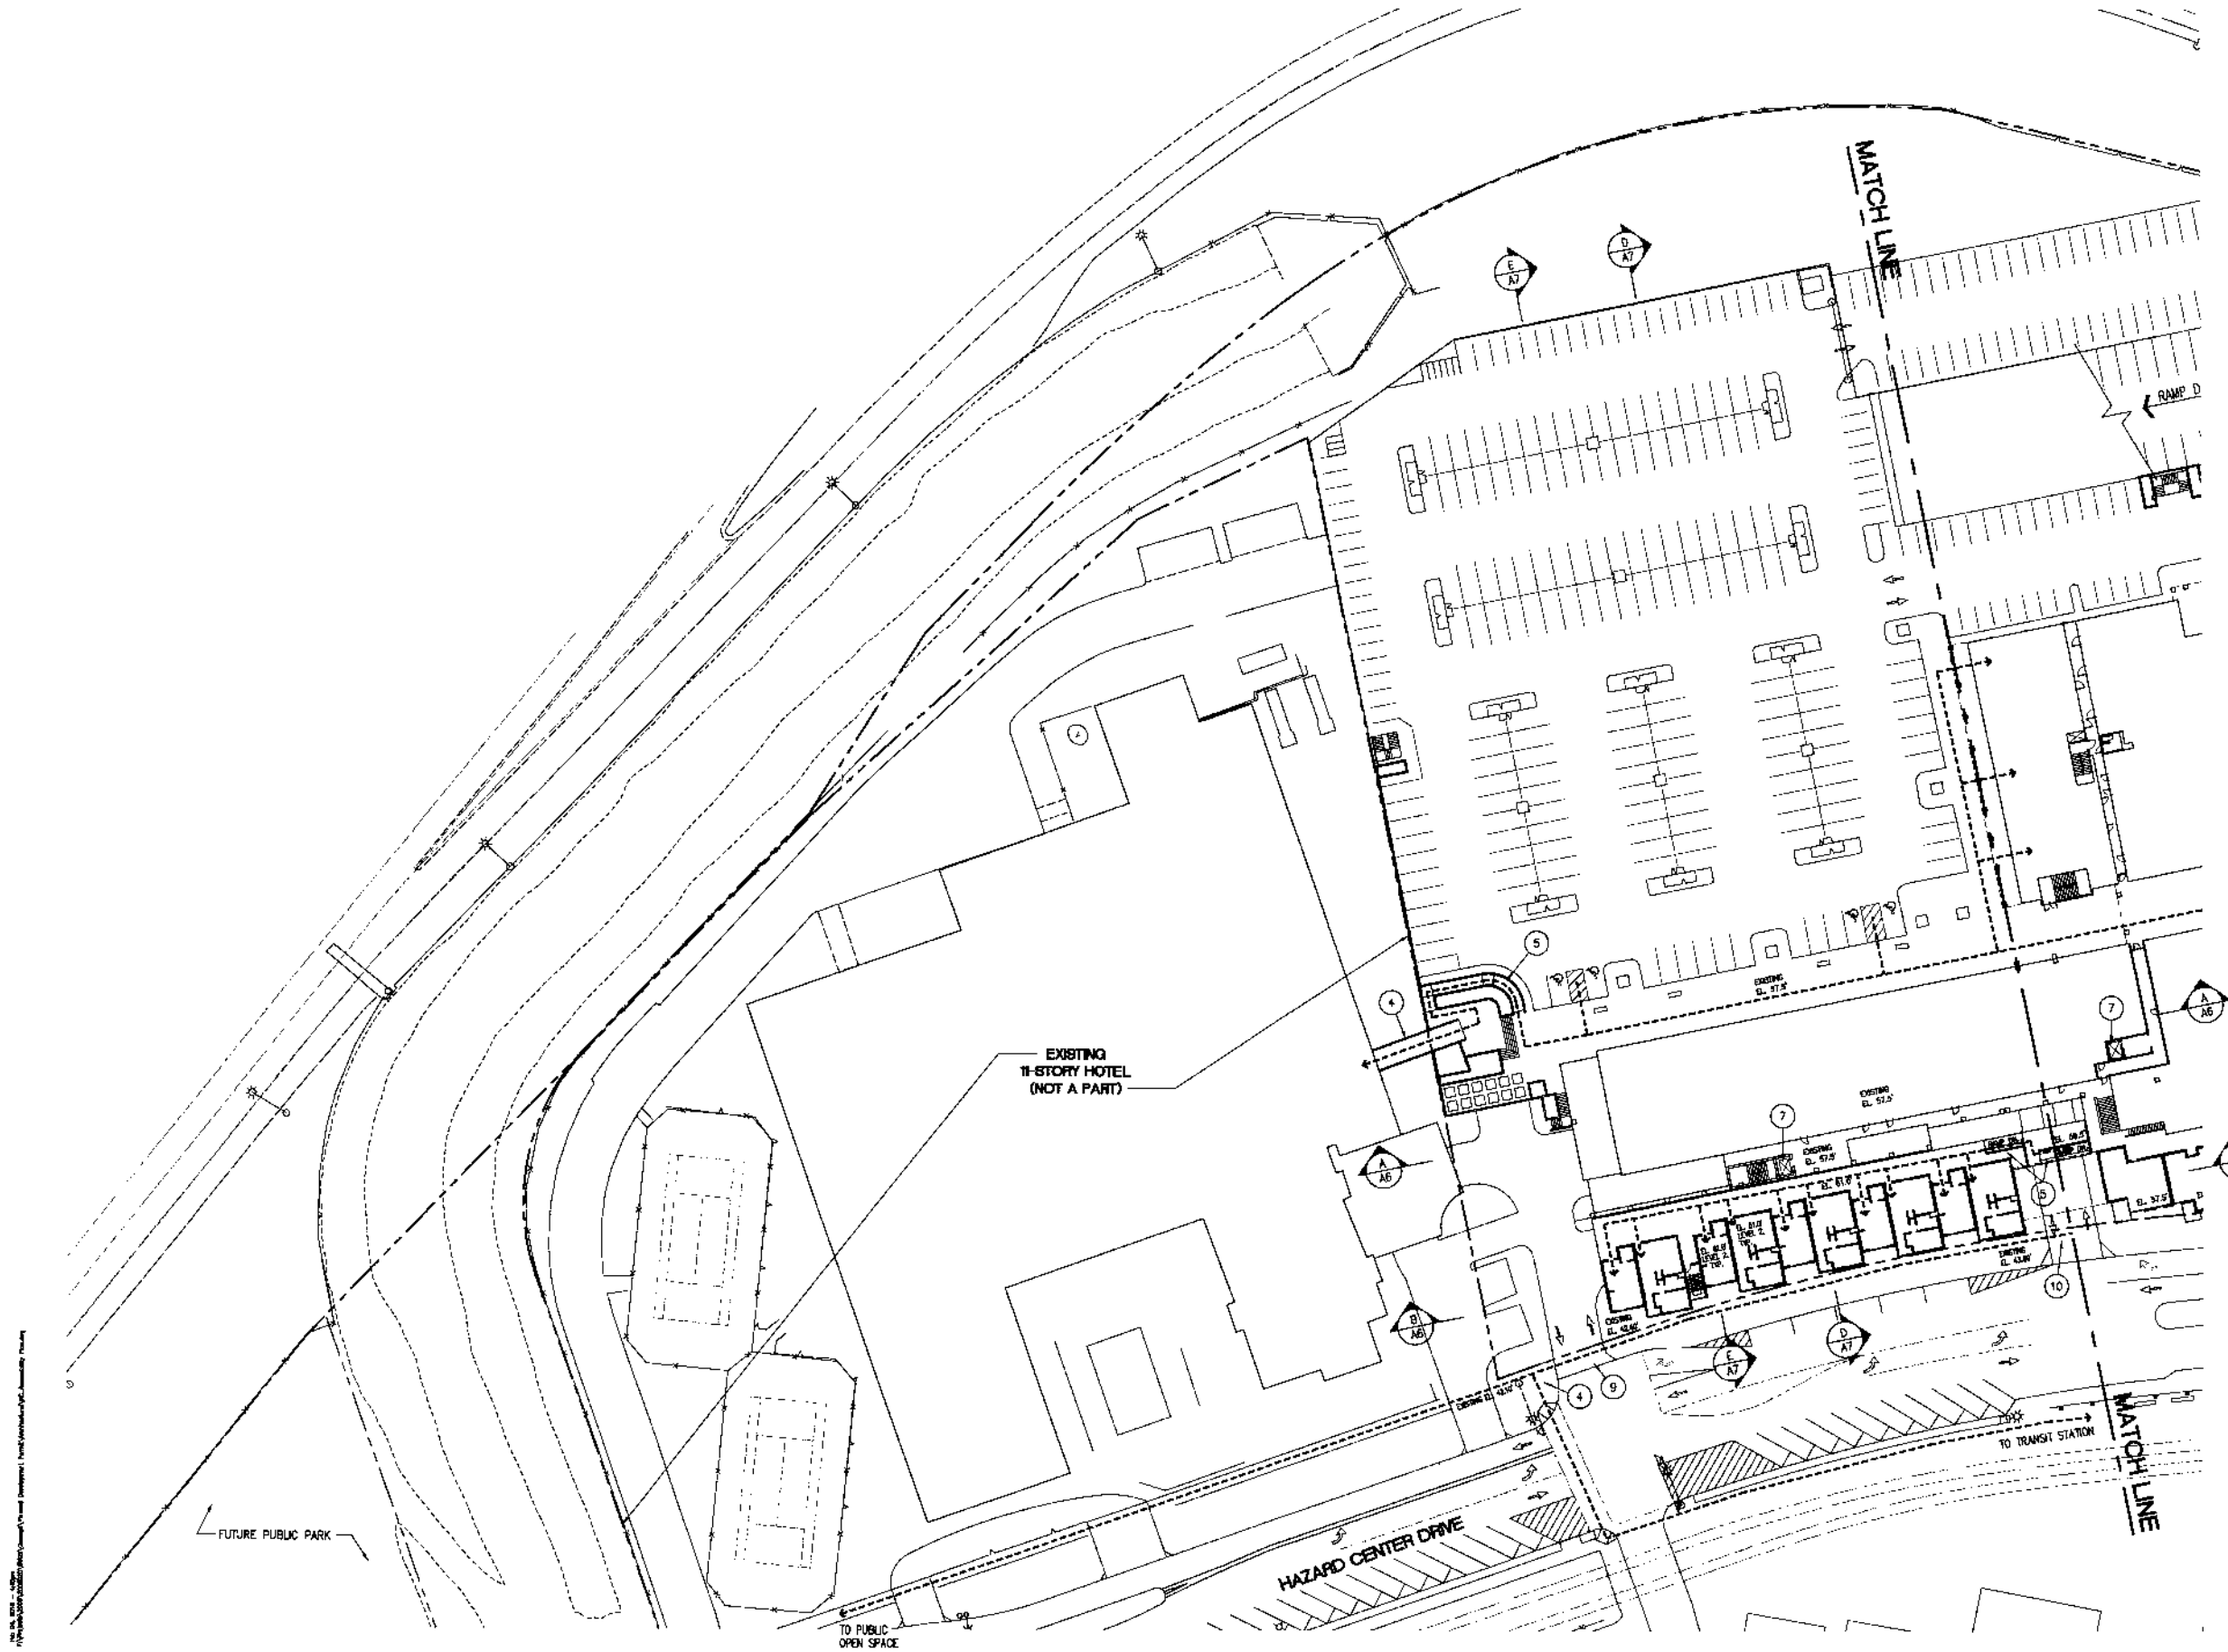 MATCH LINE
E
A7
D
A7
RAMP D
5
4
EXISTING
EL. 57.5'
7
A
A6
EXISTING
11-STORY HOTEL
(NOT A PART)
EXISTING
EL. 57.5'
7
EXISTING
EL. 57.5'
A
A6
EL. 57.5'
10
B
A6
E
A7
D
A7
4
9
TO TRANSIT STATION
MATCH LINE
HAZARD CENTER DRIVE
FUTURE PUBLIC PARK
TO PUBLIC
OPEN SPACE